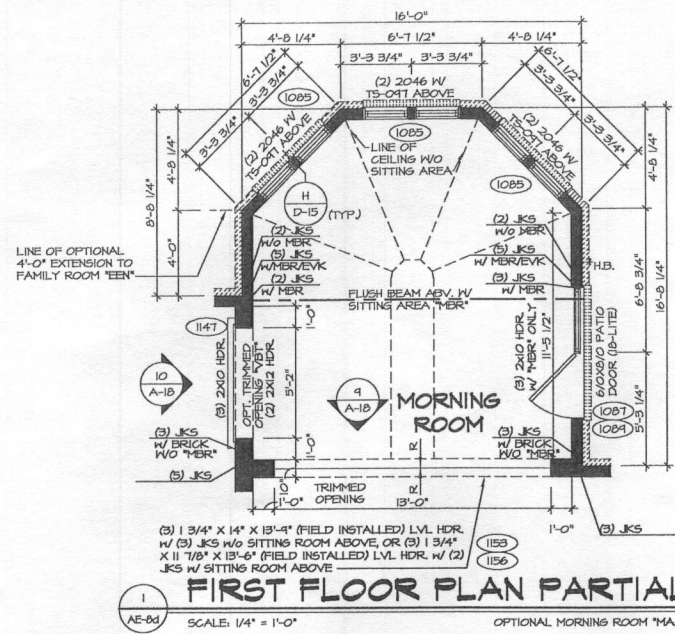 16'-0"
4'-8 1/4" 6'-7 1/2" 4'-8 1/4"
3'-3 3/4" 3'-3 3/4"
6'-7 1/2"
3'-3 3/4"
3'-3 3/4"
1085
(2) 2046 W/
TS-047 ABOVE
(2) 2046 W/
TS-047 ABOVE
1085
(2) 2046 W/
TS-047 ABOVE
6'-7 1/2"
3'-3 3/4"
3'-3 3/4"
1085
LINE OF
CEILING W/O
SITTING AREA
H
D-15
(TYP.)
8'-8 1/4"
4'-8 1/4"
4'-0"
4'-8 1/4"
6'-8 3/4"
5'-3 1/4"
16'-8 1/4"
LINE OF OPTIONAL
4'-0" EXTENSION TO
FAMILY ROOM "EEN"
(2) JKS
W/O MBR
(5) JKS
W/MBR/EVK
(2) JKS
W/ MBR
(2) JKS
W/O MBR
(5) JKS
W/ MBR/EVK
(3) JKS
W/ MBR
H.B.
FLUSH BEAM ABV. W/
SITTING AREA "MBR"
1147
(3) 2X10 HDR.
OPT. TRIMMED
OPENING "VBT"
(2) 2X12 HDR.
1'-0"
5'-2"
1'-0"
10
A-18
9
A-18
MORNING
ROOM
(3) 2X10 HDR.
W/ "MBR" ONLY
11'-5 1/2"
6/0X8/0 PATIO
DOOR (18-LITE)
1087
1089
(3) JKS
W/ BRICK
W/O "MBR"
(5) JKS
(3) JKS
W/ BRICK
W/O "MBR"
(3) JKS
10"
TRIMMED
OPENING
R
R
1'-0" 13'-0" 1'-0"
(3) 1 3/4" X 14" X 13'-9" (FIELD INSTALLED) LVL HDR.
W/ (3) JKS W/O SITTING ROOM ABOVE, OR (3) 1 3/4"
X 11 7/8" X 13'-6" (FIELD INSTALLED) LVL HDR. W/ (2)
JKS W/ SITTING ROOM ABOVE
1153
1156
1
AE-8d
FIRST FLOOR PLAN PARTIAL
SCALE: 1/4" = 1'-0"
OPTIONAL MORNING ROOM "MA